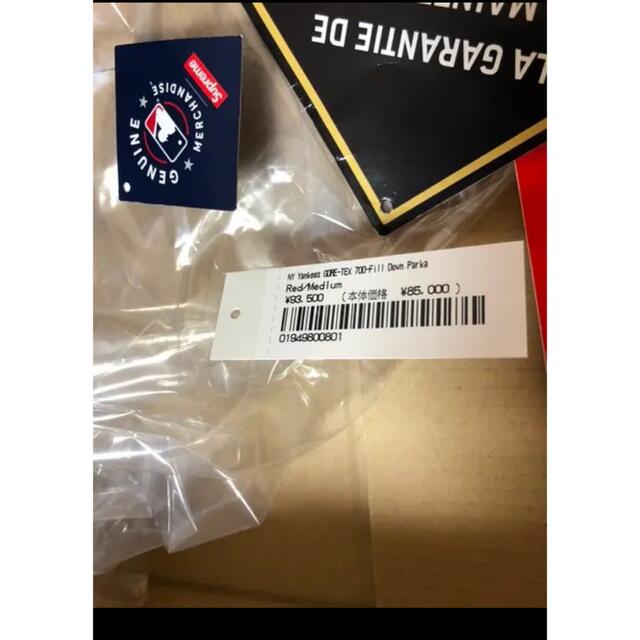 Supreme
GENUINE
MERCHANDISE
LA GARANTIE DE
NY Yankees GORE-TEX 700-Fill Down Parka
Red/Medium
¥93,500 (本体価格 ¥85,000 )
01949800801